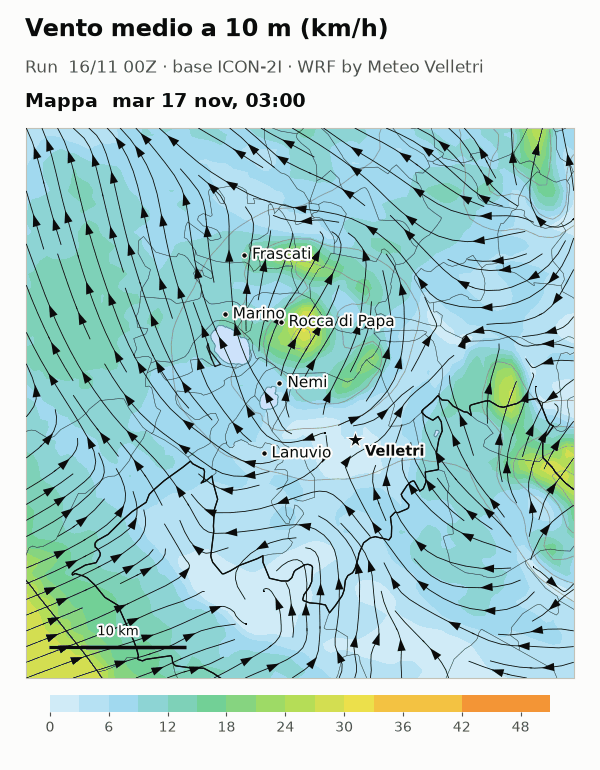 Vento medio a 10 m (km/h)
Run  16/11 00Z · base ICON-2I · WRF by Meteo Velletri
Mappa  mar 17 nov, 03:00
Frascati
Marino
Rocca di Papa
Nemi
Velletri
Lanuvio
10 km
0 6 12 18 24 30 36 42 48